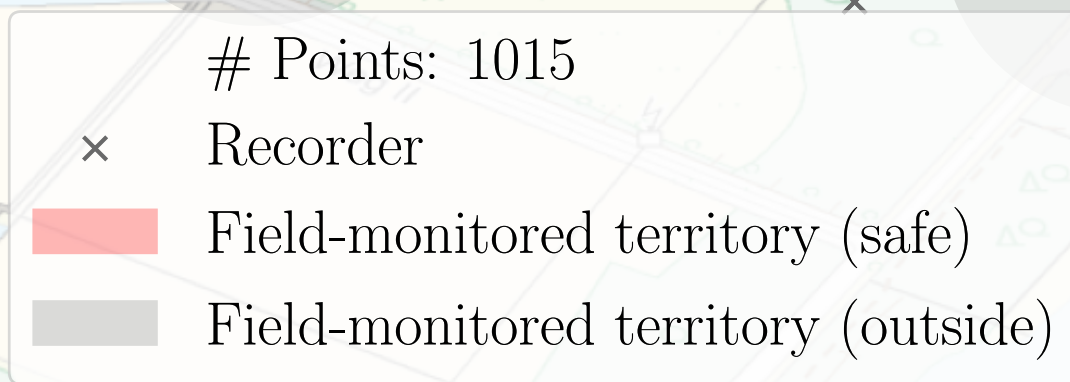 # Points: 1015
Recorder
Field-monitored territory (safe)
Field-monitored territory (outside)